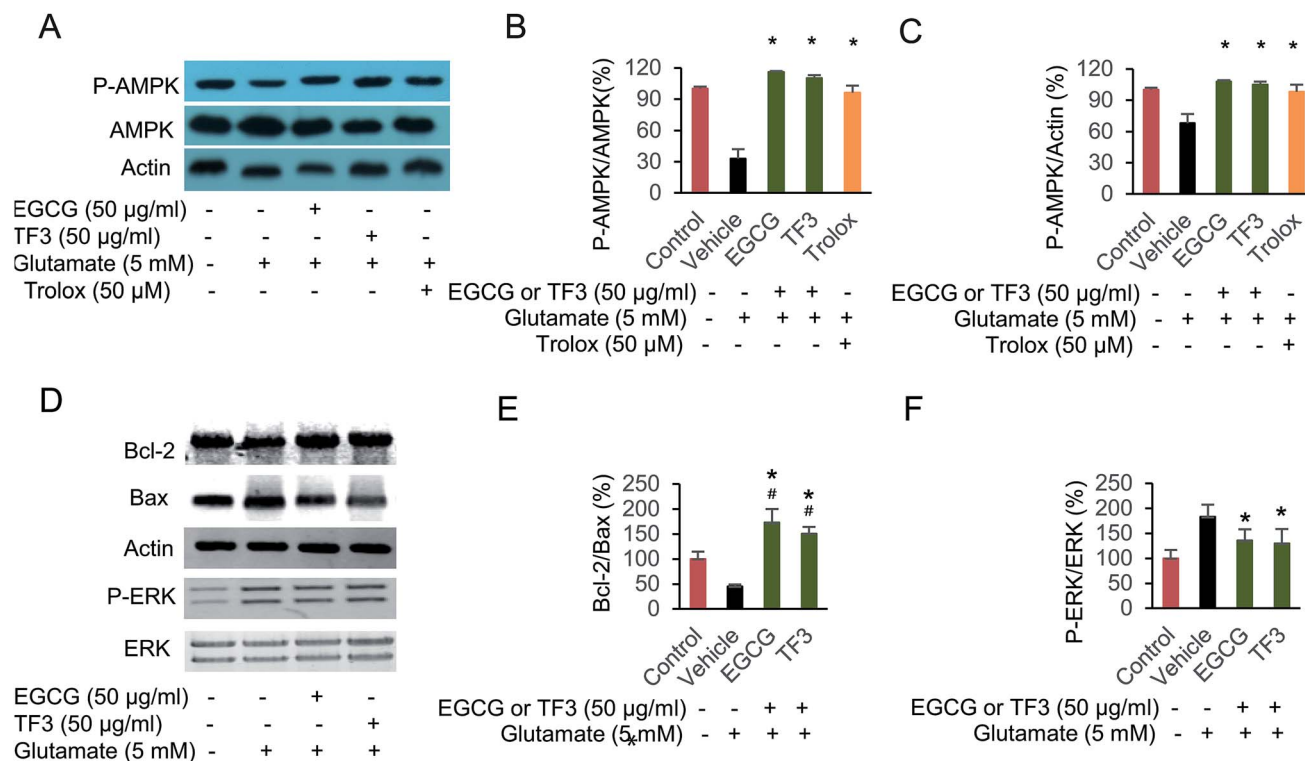 A
P-AMPK
AMPK
Actin
EGCG (50 µg/ml) - - + - -
TF3 (50 µg/ml) - - - + -
Glutamate (5 mM) - + + + +
Trolox (50 µM) - - - - +
B
* * *
P-AMPK/AMPK(%)
120
90
60
30
0
Control Vehicle EGCG TF3 Trolox
EGCG or TF3 (50 µg/ml) - - + + -
Glutamate (5 mM) - + + + +
Trolox (50 µM) - - - - +
C
* * *
P-AMPK/Actin (%)
120
90
60
30
0
Control Vehicle EGCG TF3 Trolox
EGCG or TF3 (50 µg/ml) - - + + -
Glutamate (5 mM) - + + + +
Trolox (50 µM) - - - - +
D
Bcl-2
Bax
Actin
P-ERK
ERK
EGCG (50 µg/ml) - - + -
TF3 (50 µg/ml) - - - +
Glutamate (5 mM) - + + +
E
* *
# #
Bcl-2/Bax (%)
250
200
150
100
50
0
Control Vehicle EGCG TF3
EGCG or TF3 (50 µg/ml) - - + +
Glutamate (5 mM) - + + +
*
F
* *
P-ERK/ERK (%)
250
200
150
100
50
0
Control Vehicle EGCG TF3
EGCG or TF3 (50 µg/ml) - - + +
Glutamate (5 mM) - + + +